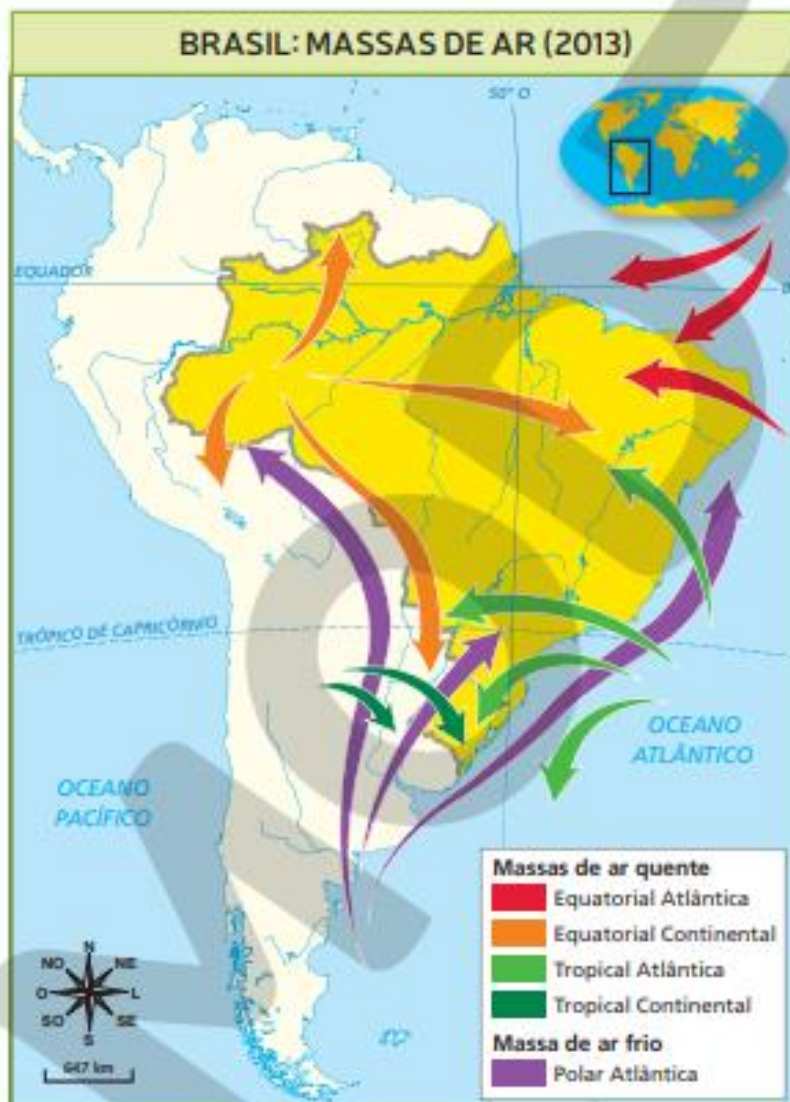 BRASIL: MASSAS DE AR (2013)
50° O
EQUADOR
0°
TRÓPICO DE CAPRICÓRNIO
OCEANO
ATLÂNTICO
OCEANO
PACÍFICO
Massas de ar quente
Equatorial Atlântica
Equatorial Continental
Tropical Atlântica
Tropical Continental
Massa de ar frio
Polar Atlântica
N
NO
NE
O
L
SO
SE
S
647 km